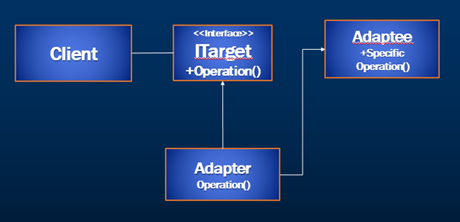 Client
<<Interface>>
ITarget
+Operation()
Adaptee
+Specific
Operation()
Adapter
Operation()